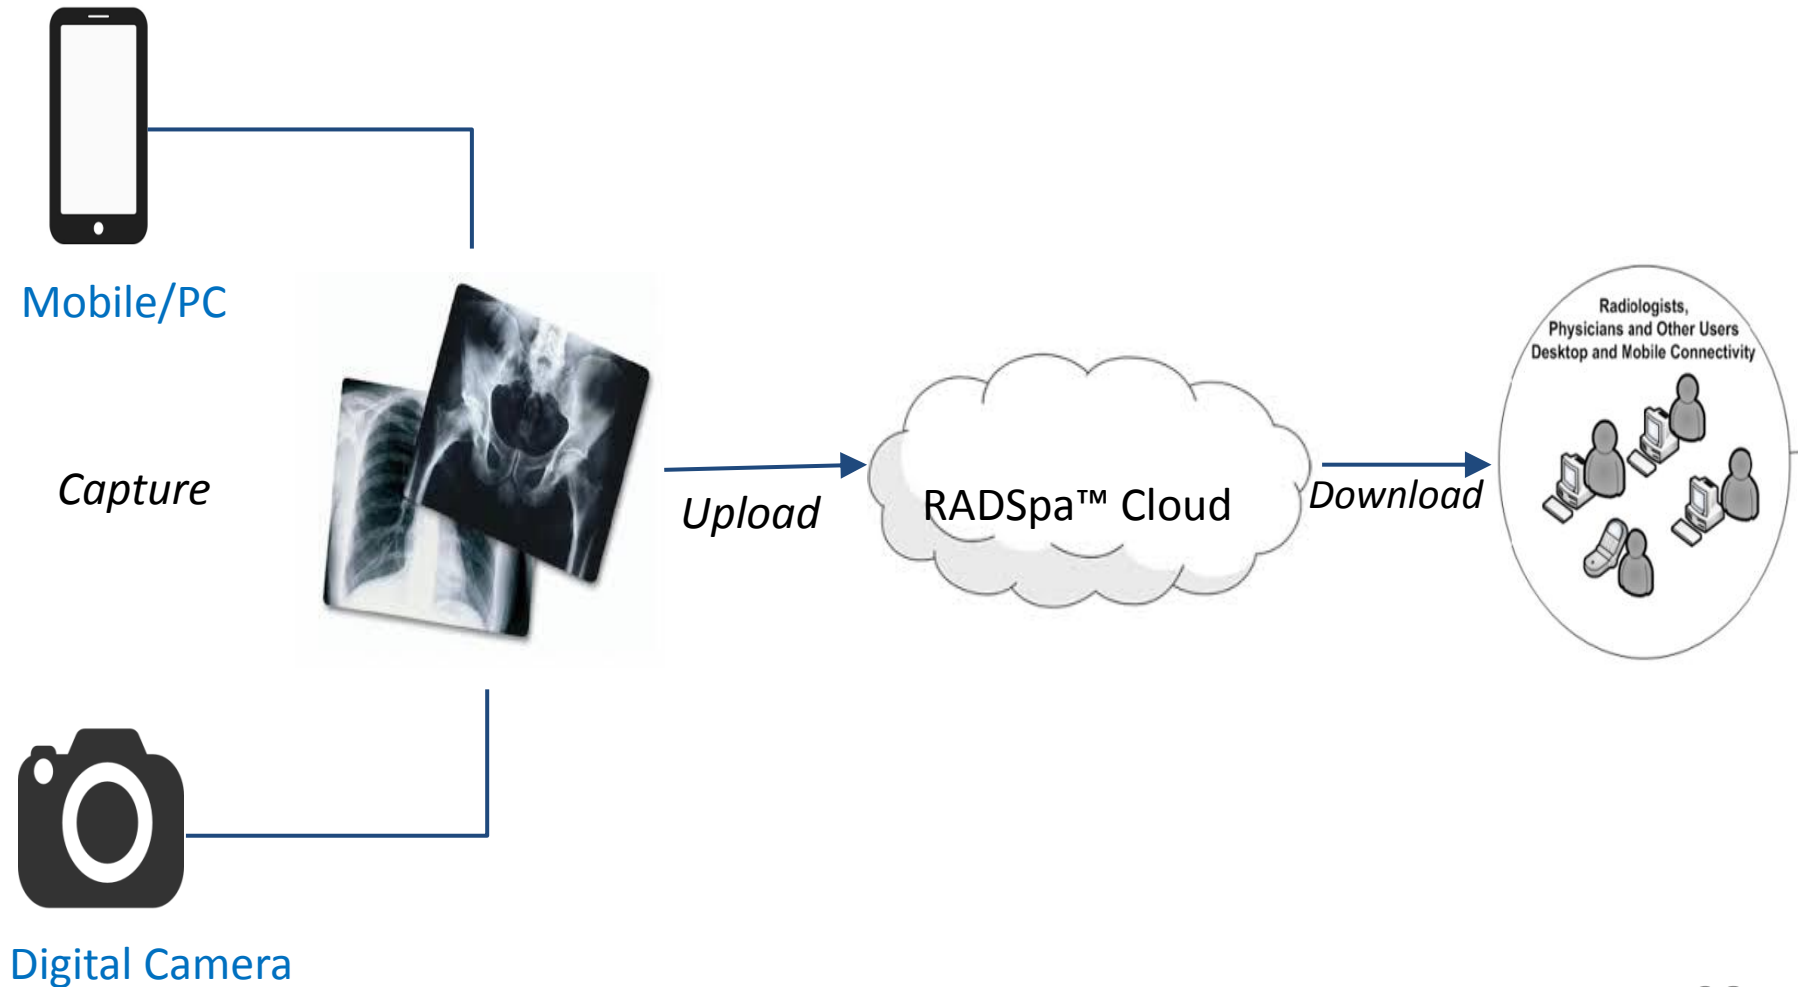 Mobile/PC
Capture
Digital Camera
Upload
RADSpa™ Cloud
Download
Radiologists,
Physicians and Other Users
Desktop and Mobile Connectivity